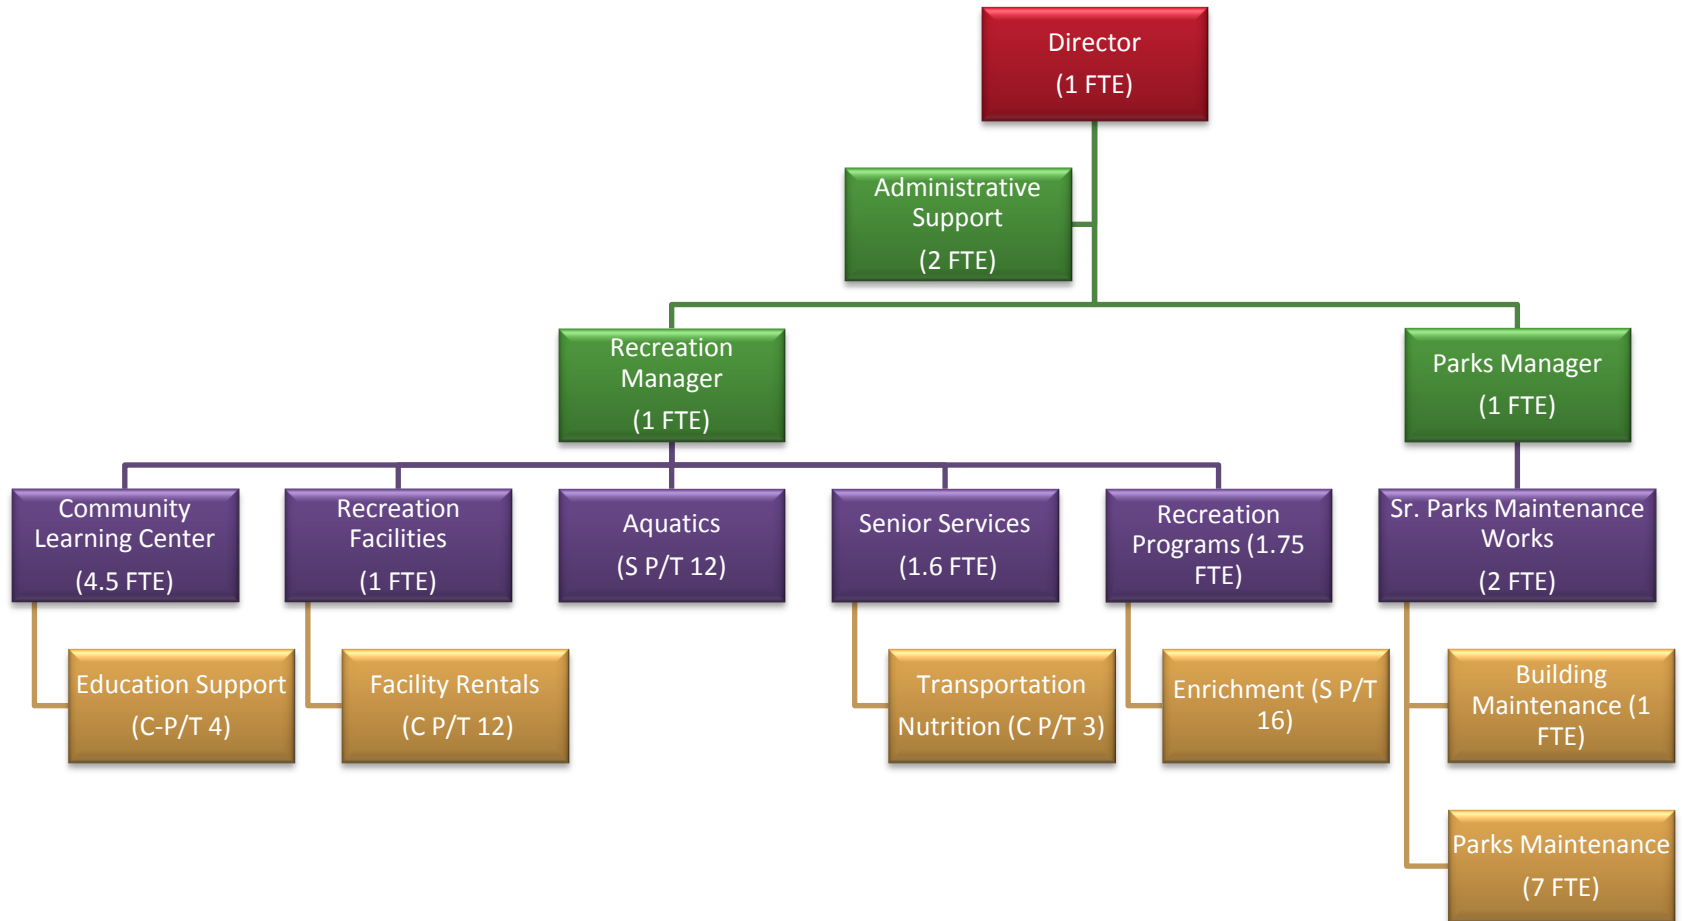 Director
(1 FTE)
Administrative
Support
(2 FTE)
Recreation
Manager
(1 FTE)
Parks Manager
(1 FTE)
Community
Learning Center
(4.5 FTE)
Recreation
Facilities
(1 FTE)
Aquatics
(S P/T 12)
Senior Services
(1.6 FTE)
Recreation
Programs (1.75
FTE)
Sr. Parks Maintenance
Works
(2 FTE)
Education Support
(C-P/T 4)
Facility Rentals
(C P/T 12)
Transportation
Nutrition (C P/T 3)
Enrichment (S P/T
16)
Building
Maintenance (1
FTE)
Parks Maintenance
(7 FTE)